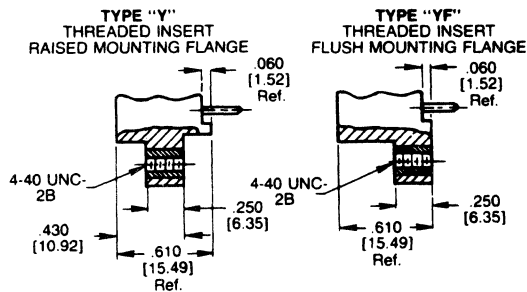 TYPE "Y"
THREADED INSERT
RAISED MOUNTING FLANGE
.060
[1.52]
Ref.
4-40 UNC-
2B
.250
[6.35]
.430
[10.92]
.610
[15.49]
Ref.
TYPE "YF"
THREADED INSERT
FLUSH MOUNTING FLANGE
.060
[1.52]
Ref.
4-40 UNC-
2B
.250
[6.35]
.610
[15.49]
Ref.